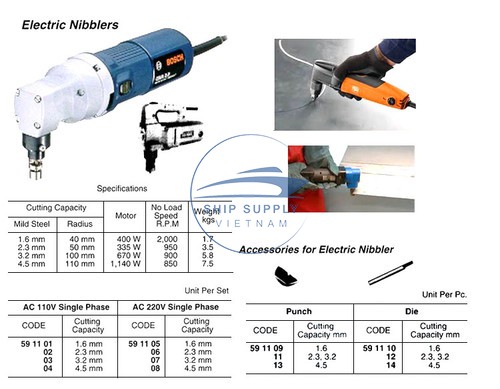 Electric Nibblers
BOSCH
SHIP SUPPLY
VIETNAM
Specifications
Cutting Capacity Motor No Load Speed R.P.M Weight kgs
Mild Steel Radius
1.6 mm 40 mm 400 W 2,000 1.7
2.3 mm 50 mm 335 W 950 3.5
3.2 mm 100 mm 670 W 900 5.8
4.5 mm 110 mm 1,140 W 850 7.5
Unit Per Set
AC 110V Single Phase AC 220V Single Phase
CODE Cutting Capacity CODE Cutting Capacity
59 11 01 1.6 mm 59 11 05 1.6 mm
02 2.3 mm 06 2.3 mm
03 3.2 mm 07 3.2 mm
04 4.5 mm 08 4.5 mm
Accessories for Electric Nibbler
Unit Per Pc.
Punch Die
CODE Cutting Capacity mm CODE Cutting Capacity mm
59 11 09 1.6 59 11 10 1.6
11 2.3, 3.2 12 2.3, 3.2
13 4.5 14 4.5